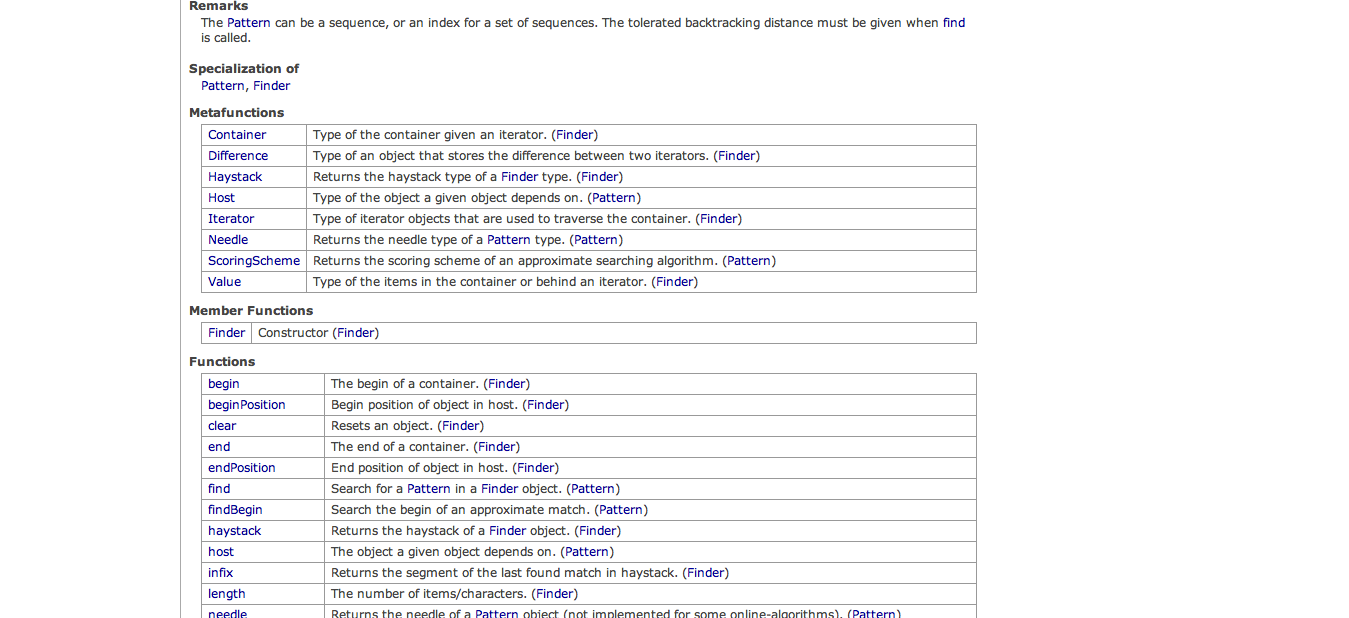 Remarks
The Pattern can be a sequence, or an index for a set of sequences. The tolerated backtracking distance must be given when find
is called.
Specialization of
Pattern, Finder
Metafunctions
Container Type of the container given an iterator. (Finder)
Difference Type of an object that stores the difference between two iterators. (Finder)
Haystack Returns the haystack type of a Finder type. (Finder)
Host Type of the object a given object depends on. (Pattern)
Iterator Type of iterator objects that are used to traverse the container. (Finder)
Needle Returns the needle type of a Pattern type. (Pattern)
ScoringScheme Returns the scoring scheme of an approximate searching algorithm. (Pattern)
Value Type of the items in the container or behind an iterator. (Finder)
Member Functions
Finder Constructor (Finder)
Functions
begin The begin of a container. (Finder)
beginPosition Begin position of object in host. (Finder)
clear Resets an object. (Finder)
end The end of a container. (Finder)
endPosition End position of object in host. (Finder)
find Search for a Pattern in a Finder object. (Pattern)
findBegin Search the begin of an approximate match. (Pattern)
haystack Returns the haystack of a Finder object. (Finder)
host The object a given object depends on. (Pattern)
infix Returns the segment of the last found match in haystack. (Finder)
length The number of items/characters. (Finder)
needle Returns the needle of a Pattern object (not implemented for some online-algorithms). (Pattern)